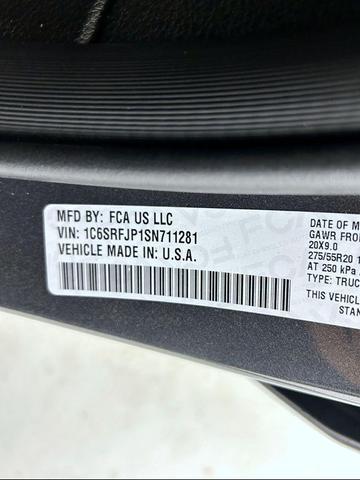 MFD BY: FCA US LLC
VIN: 1C6SRFJP1SN711281
VEHICLE MADE IN: U.S.A.
DATE OF M
GAWR FRO
20X9.0
275/55R20 1
AT 250 kPa
TYPE: TRUC
THIS VEHICL
STAN